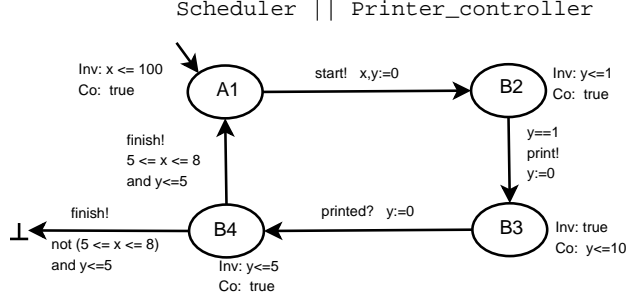 Scheduler || Printer_controller
Inv: x <= 100
Co: true
A1
start! x,y:=0
B2
Inv: y<=1
Co: true
finish!
5 <= x <= 8
and y<=5
y==1
print!
y:=0
finish!
⊥
not (5 <= x <= 8)
and y<=5
B4
printed? y:=0
B3
Inv: true
Co: y<=10
Inv: y<=5
Co: true